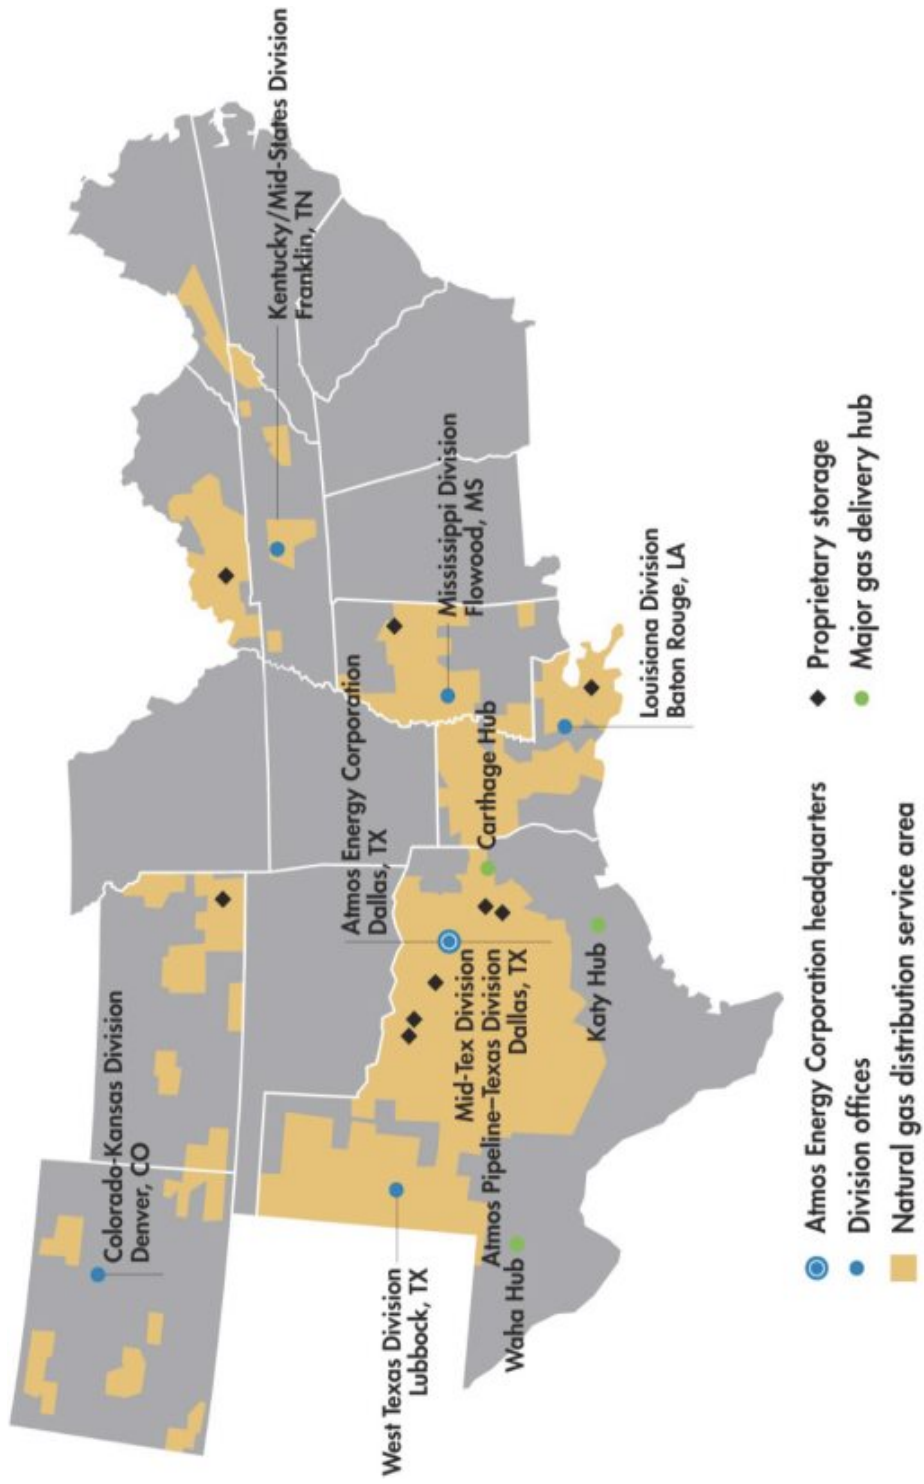 Colorado-Kansas Division
Denver, CO
Kentucky/Mid-States Division
Franklin, TN
Atmos Energy Corporation
Dallas, TX
West Texas Division
Lubbock, TX
Mid-Tex Division
Atmos Pipeline–Texas Division
Dallas, TX
Mississippi Division
Flowood, MS
Carthage Hub
Waha Hub
Katy Hub
Louisiana Division
Baton Rouge, LA
Atmos Energy Corporation headquarters
Division offices
Natural gas distribution service area
Proprietary storage
Major gas delivery hub